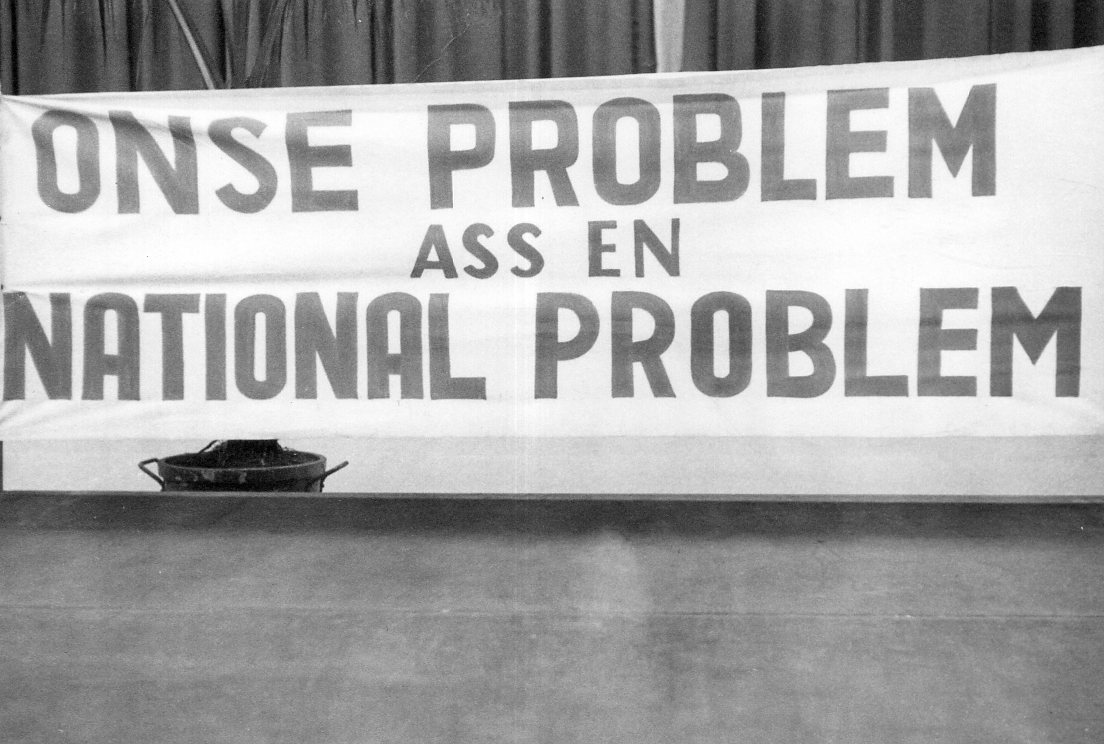 ONSE PROBLEM
ASS EN
NATIONAL PROBLEM